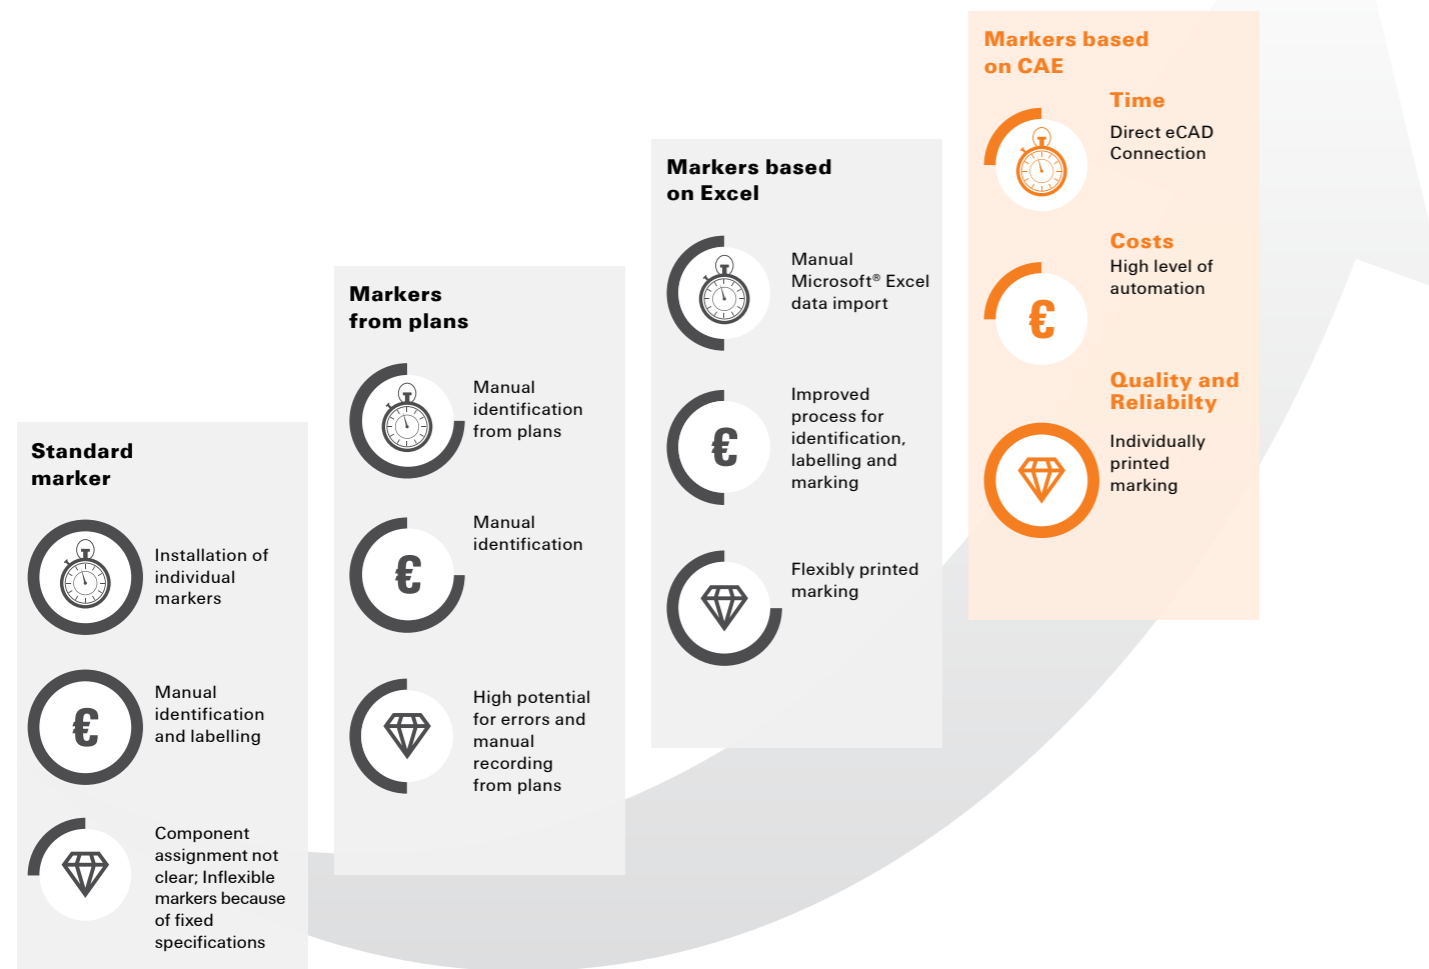 Standard
marker
Installation of
individual
markers
€
Manual
identification
and labelling
Component
assignment not
clear; Inflexible
markers because
of fixed
specifications
Markers
from plans
Manual
identification
from plans
€
Manual
identification
High potential
for errors and
manual
recording
from plans
Markers based
on Excel
Manual
Microsoft® Excel
data import
€
Improved
process for
identification,
labelling and
marking
Flexibly printed
marking
Markers based
on CAE
Time
Direct eCAD
Connection
Costs
€
High level of
automation
Quality and
Reliabilty
Individually
printed
marking